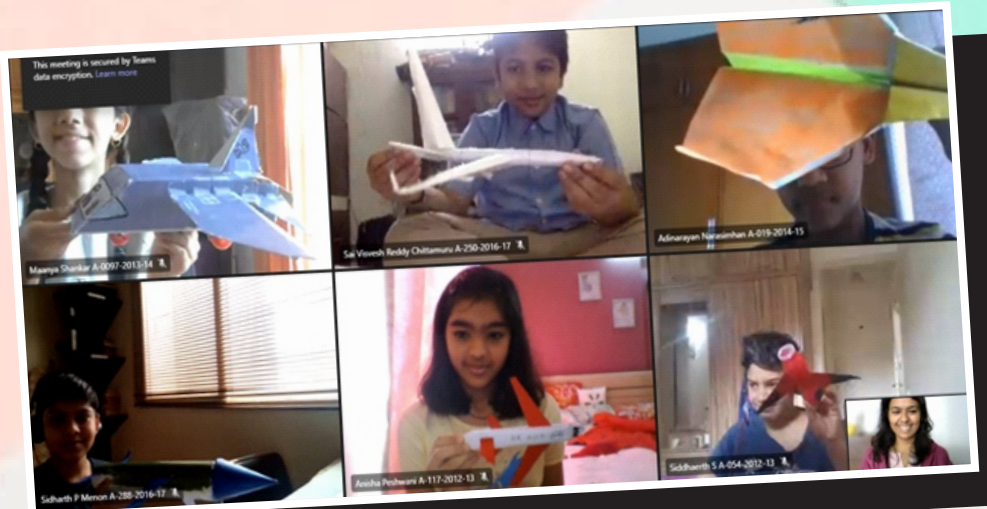 This meeting is secured by Teams
data encryption. Learn more
Maanya Shankar A-0097-2013-14
Sai Visvesh Reddy Chittamuru A-250-2016-17
Adinarayan Narasimhan A-019-2014-15
Sidharth P Menon A-288-2016-17
Anisha Peshwani A-117-2012-13
Siddhaerth S A-054-2012-13